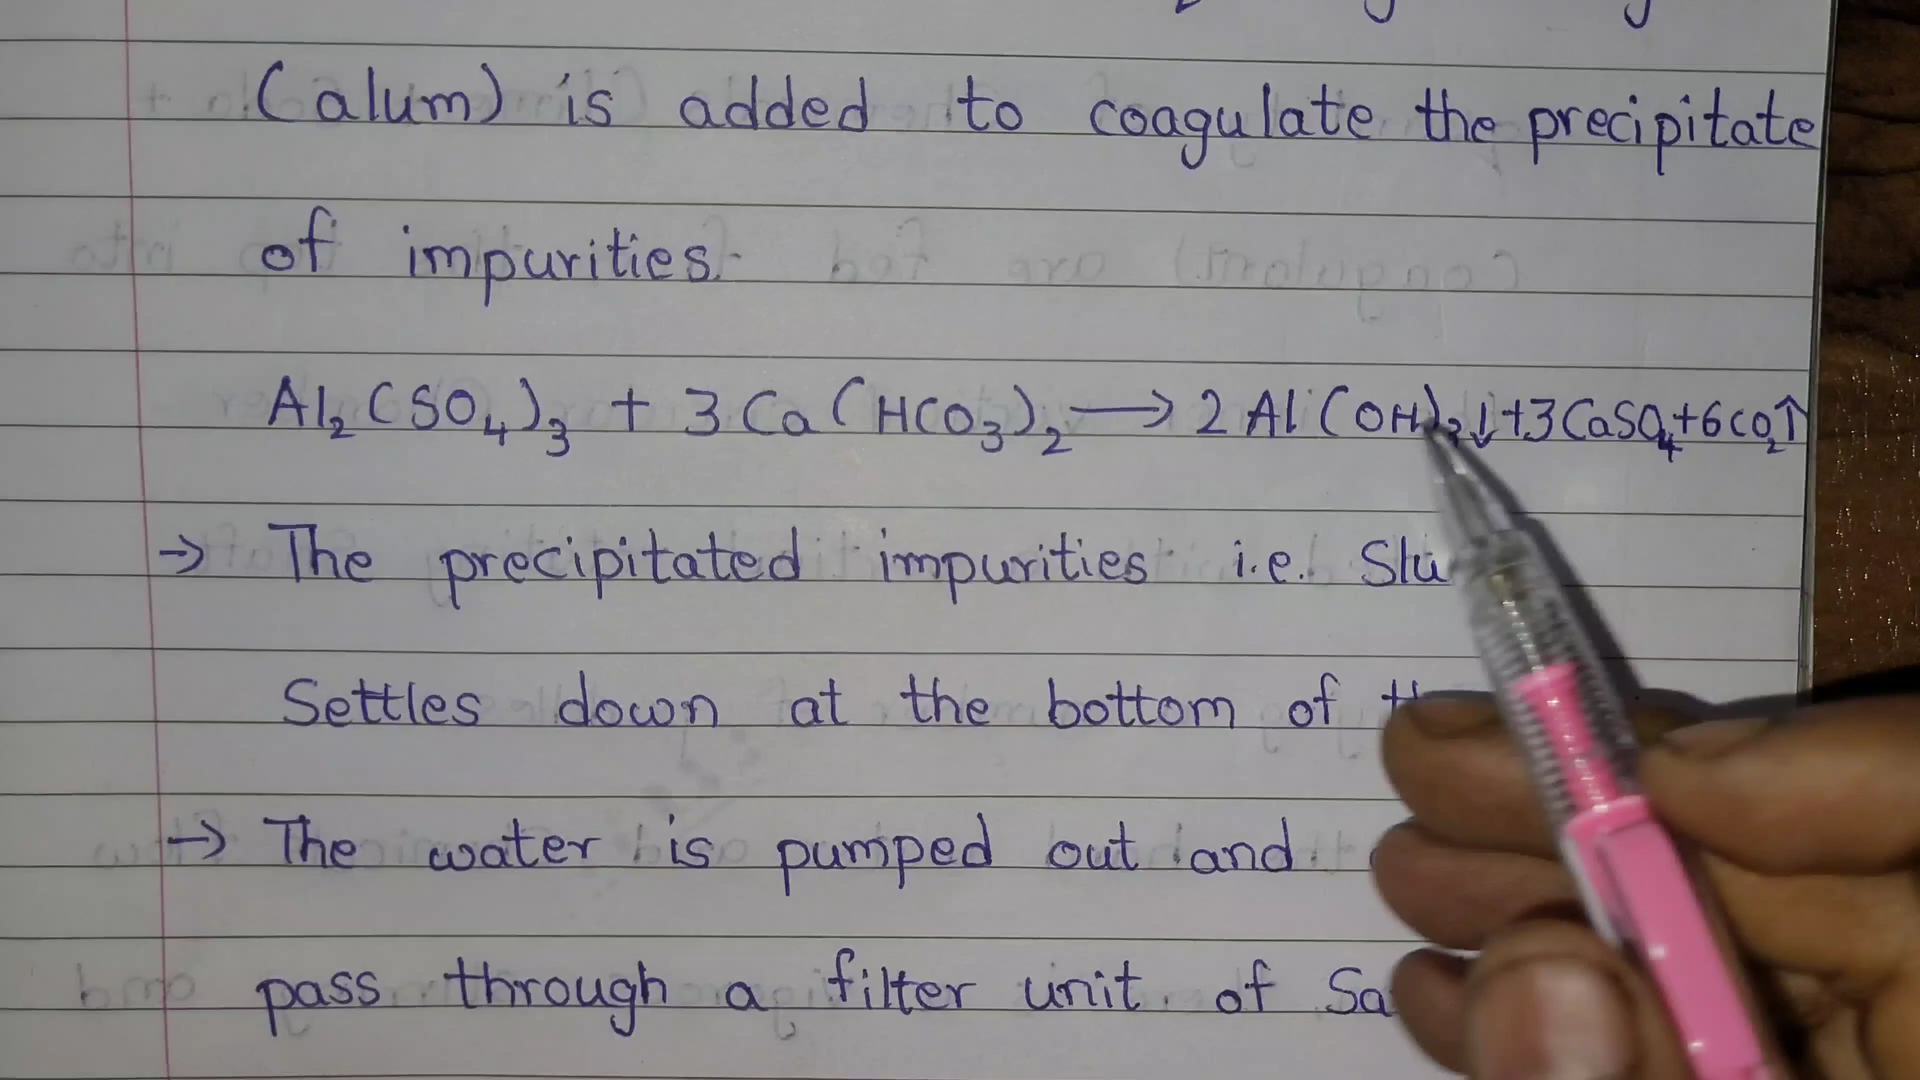 (alum) is added to coagulate the precipitate
of impurities.
Al₂(SO₄)₃ + 3Ca(HCO₃)₂ → 2Al(OH)₃↓+3CaSO₄+6CO₂↑
→ The precipitated impurities i.e. Slu
Settles down at the bottom of
→ The water is pumped out and
pass through a filter unit of Sa